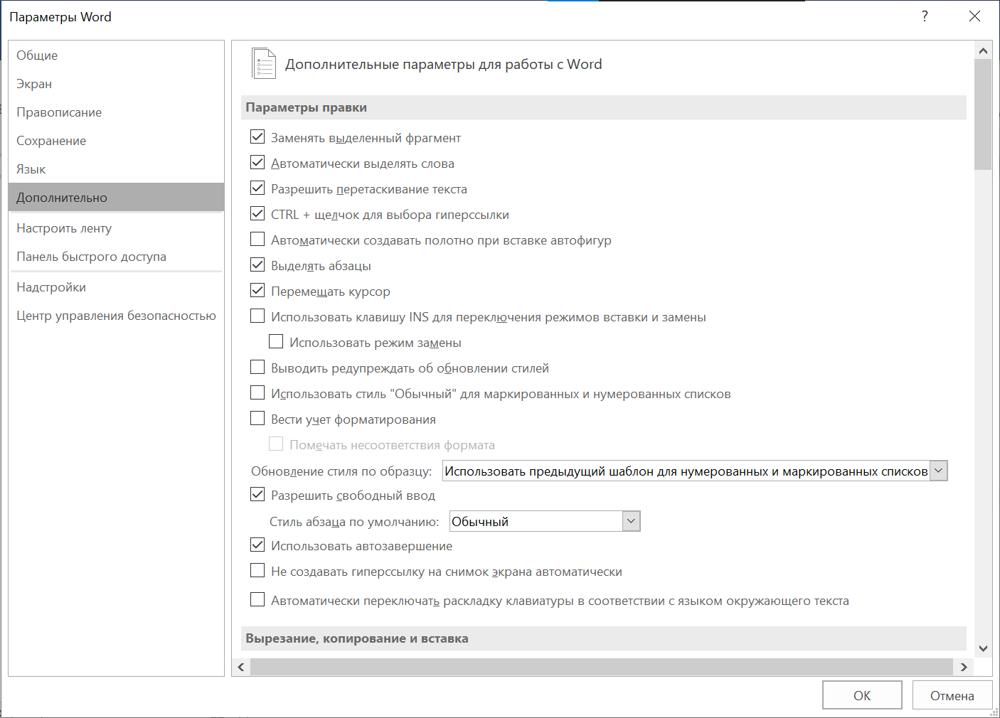 Параметры Word
?
Общие
Экран
Правописание
Сохранение
Язык
Дополнительно
Настроить ленту
Панель быстрого доступа
Надстройки
Центр управления безопасностью
Дополнительные параметры для работы с Word
Параметры правки
Заменять выделенный фрагмент
Автоматически выделять слова
Разрешить перетаскивание текста
CTRL + щелчок для выбора гиперссылки
Автоматически создавать полотно при вставке автофигур
Выделять абзацы
Перемещать курсор
Использовать клавишу INS для переключения режимов вставки и замены
Использовать режим замены
Выводить редупреждать об обновлении стилей
Использовать стиль "Обычный" для маркированных и нумерованных списков
Вести учет форматирования
Помечать несоответствия формата
Обновление стиля по образцу: Использовать предыдущий шаблон для нумерованных и маркированных списков
Разрешить свободный ввод
Стиль абзаца по умолчанию: Обычный
Использовать автозавершение
Не создавать гиперссылку на снимок экрана автоматически
Автоматически переключать раскладку клавиатуры в соответствии с языком окружающего текста
Вырезание, копирование и вставка
ОК Отмена